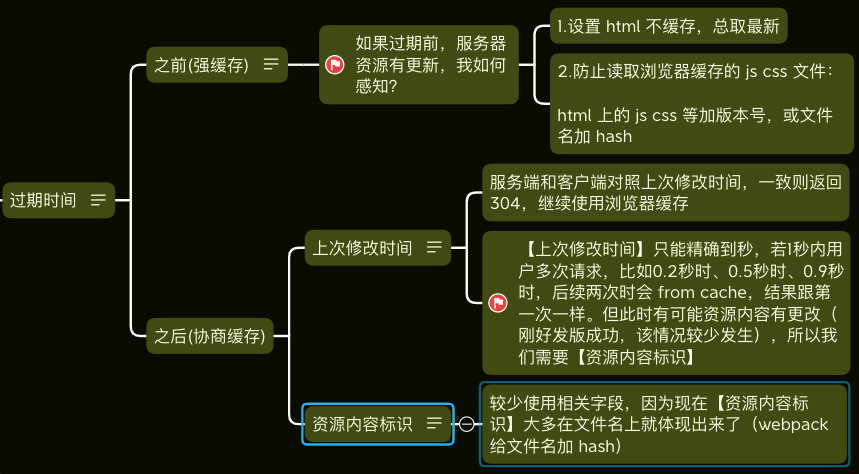 过期时间
之前(强缓存)
如果过期前，服务器
资源有更新，我如何
感知？
1.设置 html 不缓存，总取最新
2.防止读取浏览器缓存的 js css 文件：
html 上的 js css 等加版本号，或文件
名加 hash
之后(协商缓存)
上次修改时间
服务端和客户端对照上次修改时间，一致则返回
304，继续使用浏览器缓存
【上次修改时间】只能精确到秒，若1秒内用
户多次请求，比如0.2秒时、0.5秒时、0.9秒
时，后续两次时会 from cache，结果跟第
一次一样。但此时有可能资源内容有更改（
刚好发版成功，该情况较少发生），所以我
们需要【资源内容标识】
资源内容标识
较少使用相关字段，因为现在【资源内容标
识】大多在文件名上就体现出来了（webpack
给文件名加 hash）